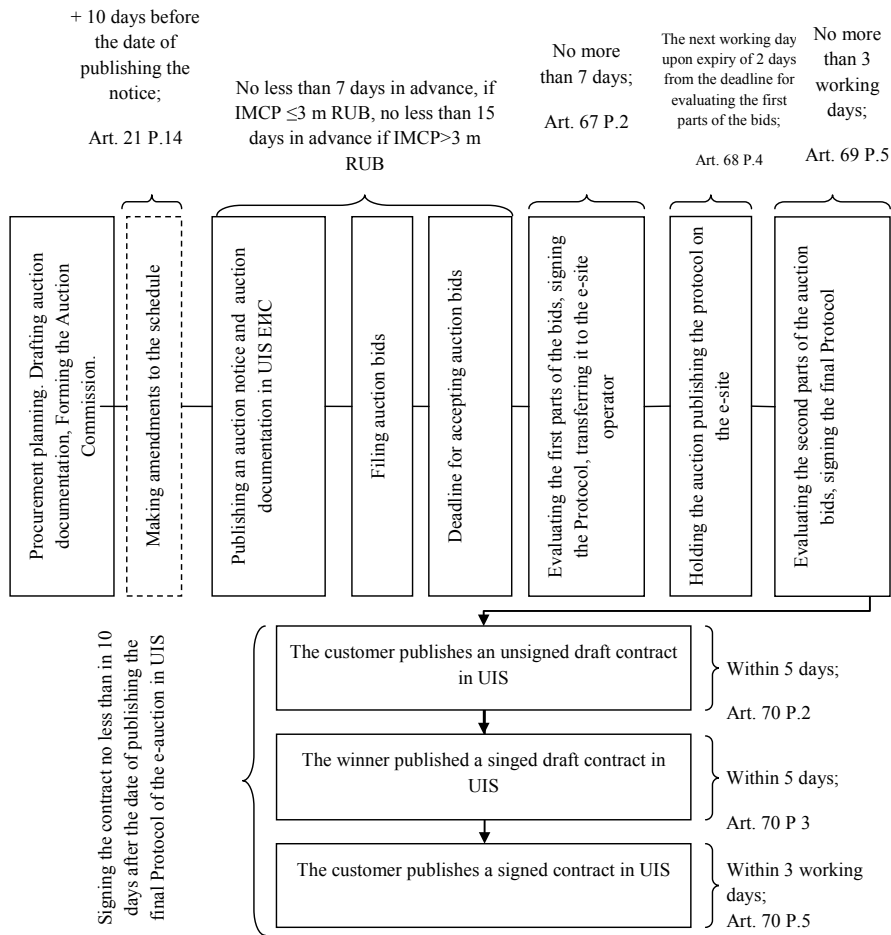 + 10 days before
the date of
publishing the
notice;
Art. 21 P.14
No less than 7 days in advance, if
IMCP ≤3 m RUB, no less than 15
days in advance if IMCP>3 m
RUB
No more
than 7 days;
Art. 67 P.2
The next working day
upon expiry of 2 days
from the deadline for
evaluating the first
parts of the bids;
Art. 68 P.4
No more
than 3
working
days;
Art. 69 P.5
Procurement planning. Drafting auction
documentation, Forming the Auction
Commission.
Making amendments to the schedule
Publishing an auction notice and auction
documentation in UIS ЕИС
Filing auction bids
Deadline for accepting auction bids
Evaluating the first parts of the bids, signing
the Protocol, transferring it to the e-site
operator
Holding the auction publishing the protocol on
the e-site
Evaluating the second parts of the auction
bids, signing the final Protocol
Signing the contract no less than in 10
days after the date of publishing the
final Protocol of the e-auction in UIS
The customer publishes an unsigned draft contract
in UIS
Within 5 days;
Art. 70 P.2
The winner published a singed draft contract in
UIS
Within 5 days;
Art. 70 P 3
The customer publishes a signed contract in UIS
Within 3 working
days;
Art. 70 P.5